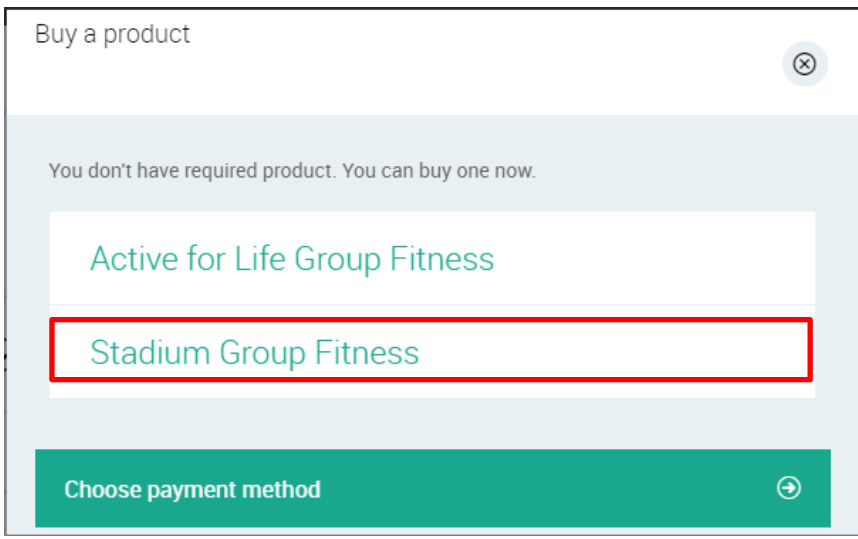 Buy a product
You don't have required product. You can buy one now.
Active for Life Group Fitness
Stadium Group Fitness
Choose payment method